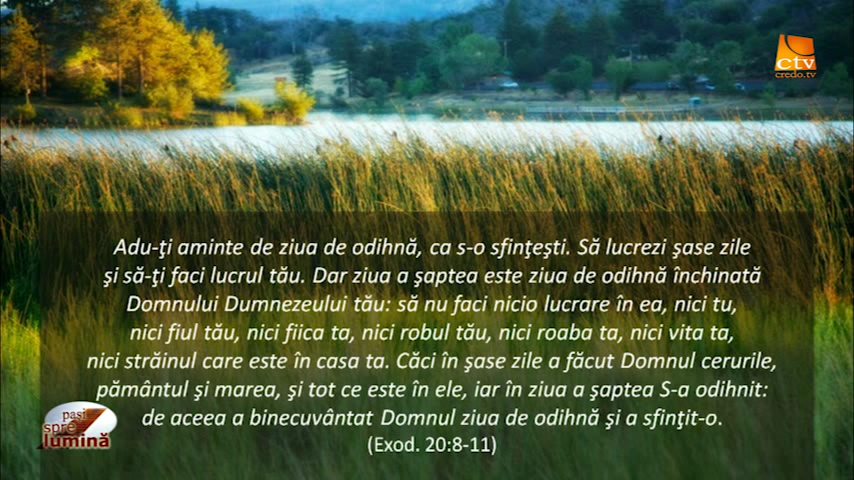 ctv
credo.tv
Adu-ţi aminte de ziua de odihnă, ca s-o sfinţeşti. Să lucrezi şase zile
şi să-ţi faci lucrul tău. Dar ziua a şaptea este ziua de odihnă închinată
Domnului Dumnezeului tău: să nu faci nicio lucrare în ea, nici tu,
nici fiul tău, nici fiica ta, nici robul tău, nici roaba ta, nici vita ta,
nici străinul care este în casa ta. Căci în şase zile a făcut Domnul cerurile,
pământul şi marea, şi tot ce este în ele, iar în ziua a şaptea S-a odihnit:
de aceea a binecuvântat Domnul ziua de odihnă şi a sfinţit-o.
(Exod. 20:8-11)
paşi
spre
lumină